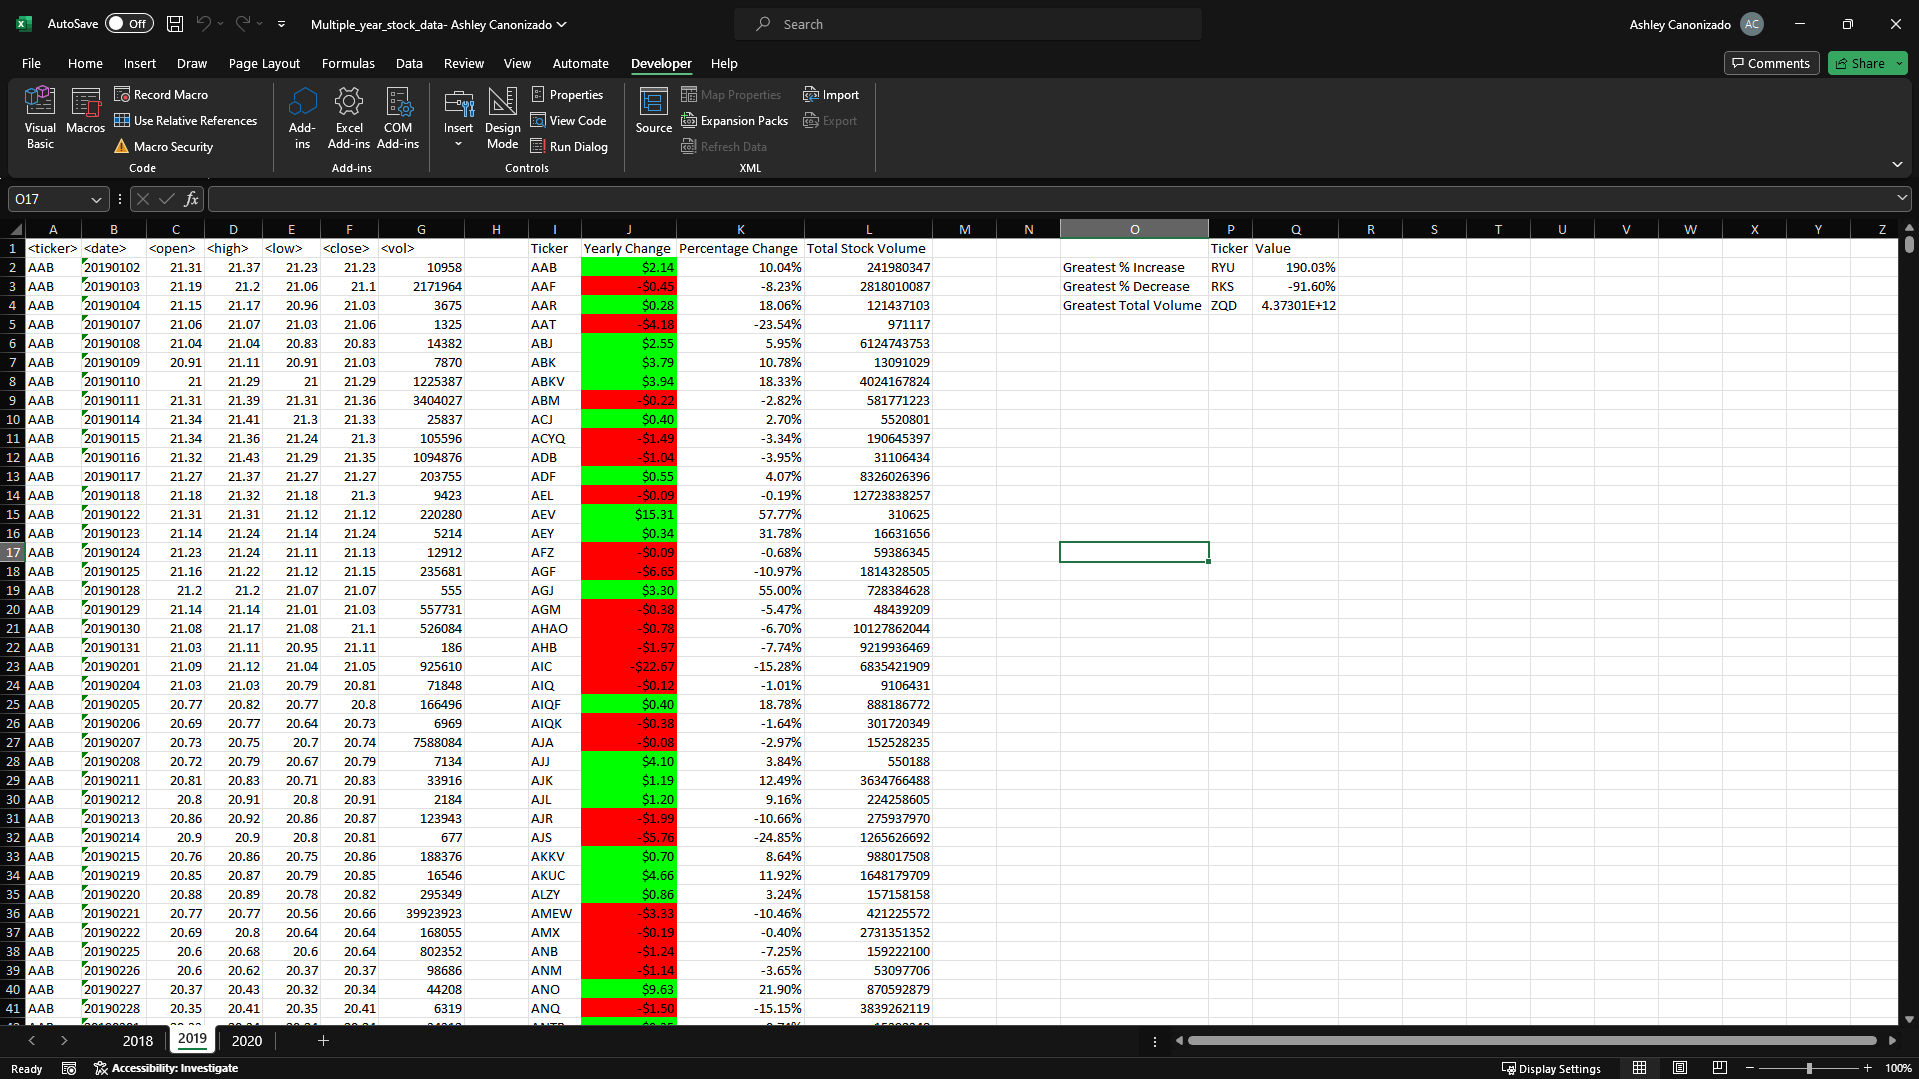 AutoSave Off Multiple_year_stock_data- Ashley Canonizado Search Ashley Canonizado AC
File Home Insert Draw Page Layout Formulas Data Review View Automate Developer Help Comments Share
Visual Basic Macros Record Macro Use Relative References Macro Security Code
Add-ins Excel Add-ins COM Add-ins Add-ins
Insert Design Mode Properties View Code Run Dialog Controls
Source Map Properties Expansion Packs Refresh Data Import Export XML
O17 fx
A B C D E F G H I J K L M N O P Q R S T U V W X Y Z
1 <ticker> <date> <open> <high> <low> <close> <vol> Ticker Yearly Change Percentage Change Total Stock Volume Ticker Value
2 AAB 20190102 21.31 21.37 21.23 21.23 10958 AAB $2.14 10.04% 241980347 Greatest % Increase RYU 190.03%
3 AAB 20190103 21.19 21.2 21.06 21.1 2171964 AAF -$0.45 -8.23% 2818010087 Greatest % Decrease RKS -91.60%
4 AAB 20190104 21.15 21.17 20.96 21.03 3675 AAR $0.28 18.06% 121437103 Greatest Total Volume ZQD 4.37301E+12
5 AAB 20190107 21.06 21.07 21.03 21.06 1325 AAT -$4.18 -23.54% 971117
6 AAB 20190108 21.04 21.04 20.83 20.83 14382 ABJ $2.55 5.95% 6124743753
7 AAB 20190109 20.91 21.11 20.91 21.03 7870 ABK $3.79 10.78% 13091029
8 AAB 20190110 21 21.29 21 21.29 1225387 ABKV $3.94 18.33% 4024167824
9 AAB 20190111 21.31 21.39 21.31 21.36 3404027 ABM -$0.22 -2.82% 581771223
10 AAB 20190114 21.34 21.41 21.3 21.33 25837 ACJ $0.40 2.70% 5520801
11 AAB 20190115 21.34 21.36 21.24 21.3 105596 ACYQ -$1.49 -3.34% 190645397
12 AAB 20190116 21.32 21.43 21.29 21.35 1094876 ADB -$1.04 -3.95% 31106434
13 AAB 20190117 21.27 21.37 21.27 21.27 203755 ADF $0.55 4.07% 8326026396
14 AAB 20190118 21.18 21.32 21.18 21.3 9423 AEL -$0.09 -0.19% 12723838257
15 AAB 20190122 21.31 21.31 21.12 21.12 220280 AEV $15.31 57.77% 310625
16 AAB 20190123 21.14 21.24 21.14 21.24 5214 AEY $0.34 31.78% 16631656
17 AAB 20190124 21.23 21.24 21.11 21.13 12912 AFZ -$0.09 -0.68% 59386345
18 AAB 20190125 21.16 21.22 21.12 21.15 235681 AGF -$6.65 -10.97% 1814328505
19 AAB 20190128 21.2 21.2 21.07 21.07 555 AGJ $3.30 55.00% 728384628
20 AAB 20190129 21.14 21.14 21.01 21.03 557731 AGM -$0.38 -5.47% 48439209
21 AAB 20190130 21.08 21.17 21.08 21.1 526084 AHAO -$0.78 -6.70% 10127862044
22 AAB 20190131 21.03 21.11 20.95 21.11 186 AHB -$1.97 -7.74% 9219936469
23 AAB 20190201 21.09 21.12 21.04 21.05 925610 AIC -$22.67 -15.28% 6835421909
24 AAB 20190204 21.03 21.03 20.79 20.81 71848 AIQ -$0.12 -1.01% 9106431
25 AAB 20190205 20.77 20.82 20.77 20.8 166496 AIQF $0.40 18.78% 888186772
26 AAB 20190206 20.69 20.77 20.64 20.73 6969 AIQK -$0.38 -1.64% 301720349
27 AAB 20190207 20.73 20.75 20.7 20.74 7588084 AJA -$0.08 -2.97% 152528235
28 AAB 20190208 20.72 20.79 20.67 20.79 7134 AJJ $4.10 3.84% 550188
29 AAB 20190211 20.81 20.83 20.71 20.83 33916 AJK $1.19 12.49% 3634766488
30 AAB 20190212 20.8 20.91 20.8 20.91 2184 AJL $1.20 9.16% 224258605
31 AAB 20190213 20.86 20.92 20.86 20.87 123943 AJR -$1.99 -10.66% 275937970
32 AAB 20190214 20.9 20.9 20.8 20.81 677 AJS -$5.76 -24.85% 1265626692
33 AAB 20190215 20.76 20.86 20.75 20.86 188376 AKKV $0.70 8.64% 988017508
34 AAB 20190219 20.85 20.87 20.79 20.85 16546 AKUC $4.66 11.92% 1648179709
35 AAB 20190220 20.88 20.89 20.78 20.82 295349 ALZY $0.86 3.24% 157158158
36 AAB 20190221 20.77 20.77 20.56 20.66 39923923 AMEW -$3.33 -10.46% 421225572
37 AAB 20190222 20.69 20.8 20.64 20.64 168055 AMX -$0.19 -0.40% 2731351352
38 AAB 20190225 20.6 20.68 20.6 20.64 802352 ANB -$1.24 -7.25% 159222100
39 AAB 20190226 20.6 20.62 20.37 20.37 98686 ANM -$1.14 -3.65% 53097706
40 AAB 20190227 20.37 20.43 20.32 20.34 44208 ANO $9.63 21.90% 870592879
41 AAB 20190228 20.35 20.41 20.35 20.41 6319 ANQ -$1.50 -15.15% 3839262119
2018 2019 2020
Ready Accessibility: Investigate Display Settings 100%